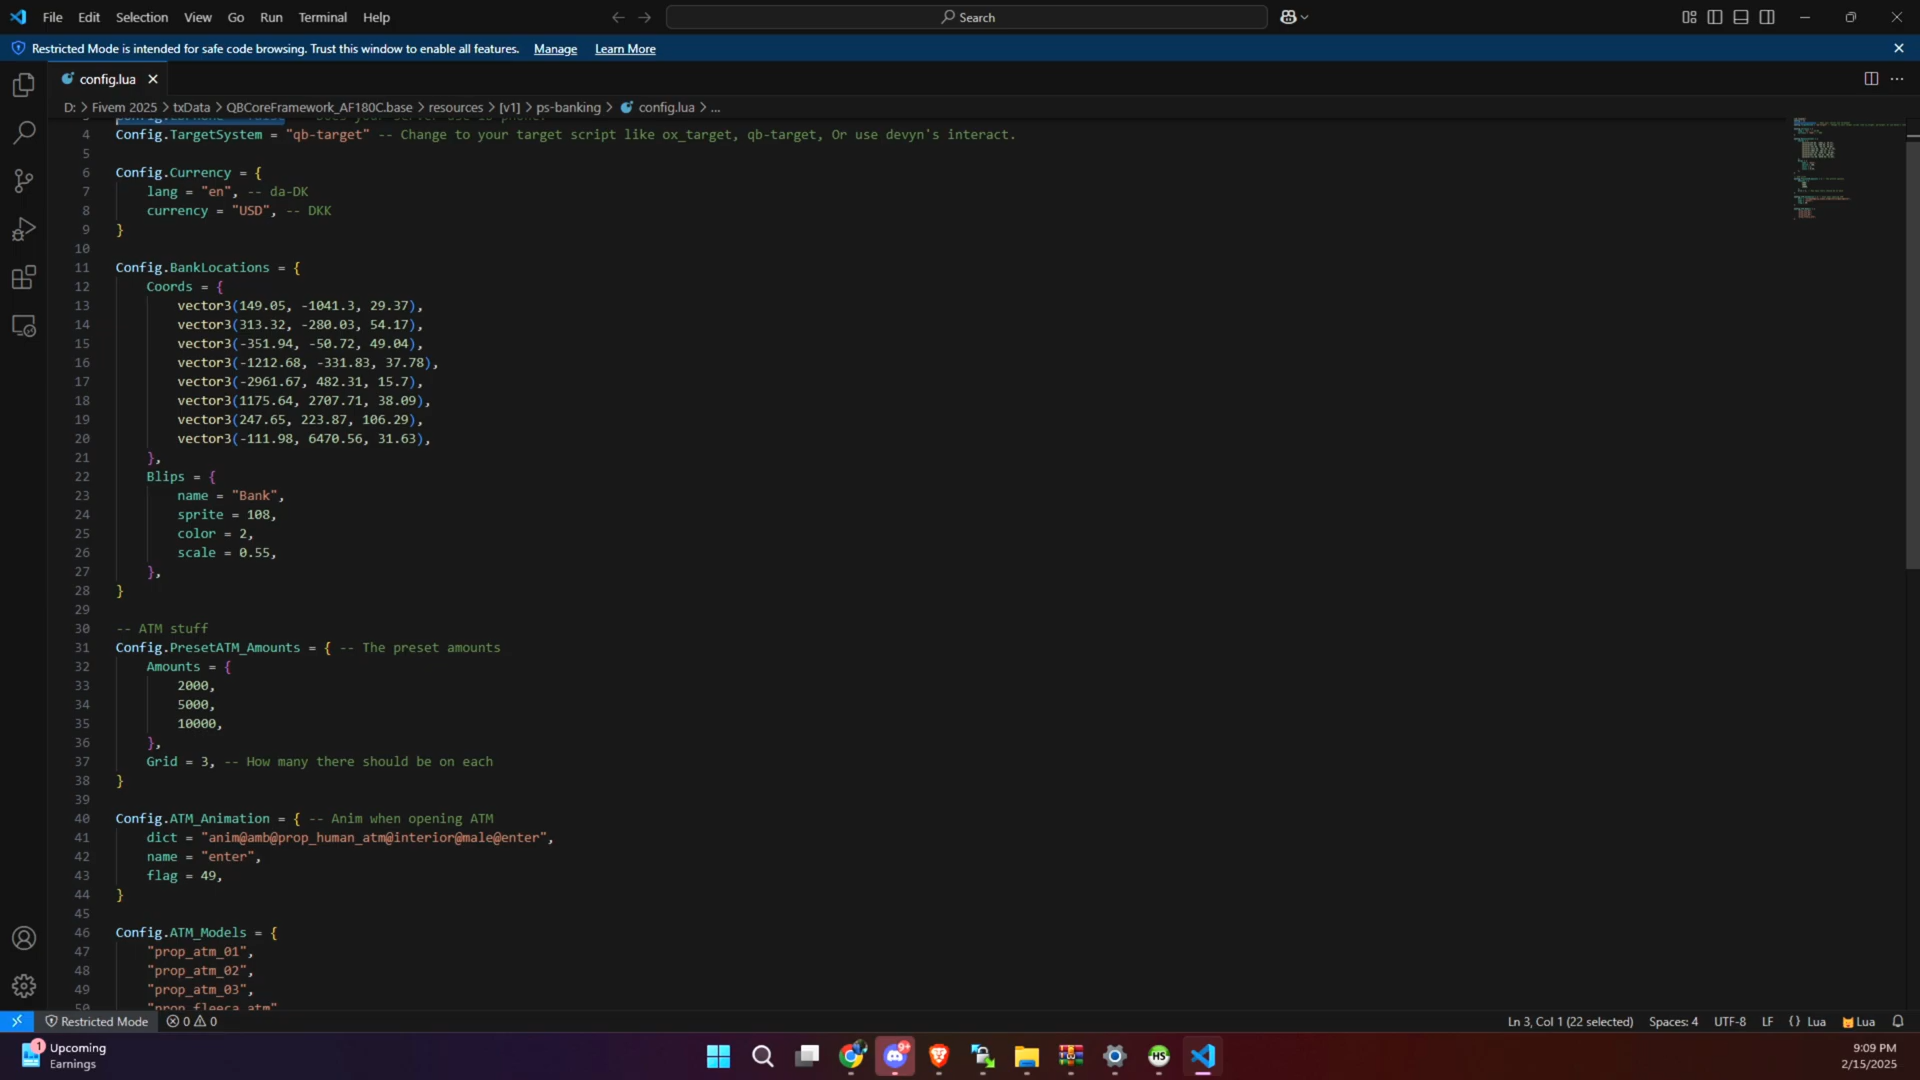 File Edit Selection View Go Run Terminal Help Search
Restricted Mode is intended for safe code browsing. Trust this window to enable all features. Manage Learn More
config.lua
D: > Fivem 2025 > txData > QBCoreFramework_AF180C.base > resources > [v1] > ps-banking > config.lua > ...
4 Config.TargetSystem = "qb-target" -- Change to your target script like ox_target, qb-target, Or use devyn's interact.
5
6 Config.Currency = {
7 lang = "en", -- da-DK
8 currency = "USD", -- DKK
9 }
10
11 Config.BankLocations = {
12 Coords = {
13 vector3(149.05, -1041.3, 29.37),
14 vector3(313.32, -280.03, 54.17),
15 vector3(-351.94, -50.72, 49.04),
16 vector3(-1212.68, -331.83, 37.78),
17 vector3(-2961.67, 482.31, 15.7),
18 vector3(1175.64, 2707.71, 38.09),
19 vector3(247.65, 223.87, 106.29),
20 vector3(-111.98, 6470.56, 31.63),
21 },
22 Blips = {
23 name = "Bank",
24 sprite = 108,
25 color = 2,
26 scale = 0.55,
27 },
28 }
29
30 -- ATM stuff
31 Config.PresetATM_Amounts = { -- The preset amounts
32 Amounts = {
33 2000,
34 5000,
35 10000,
36 },
37 Grid = 3, -- How many there should be on each
38 }
39
40 Config.ATM_Animation = { -- Anim when opening ATM
41 dict = "anim@amb@prop_human_atm@interior@male@enter",
42 name = "enter",
43 flag = 49,
44 }
45
46 Config.ATM_Models = {
47 "prop_atm_01",
48 "prop_atm_02",
49 "prop_atm_03",
50 "prop_fleeca_atm"
Restricted Mode 0 0 Ln 3, Col 1 (22 selected) Spaces: 4 UTF-8 LF {} Lua Lua
1 Upcoming
Earnings
9+
HS
9:09 PM
2/15/2025